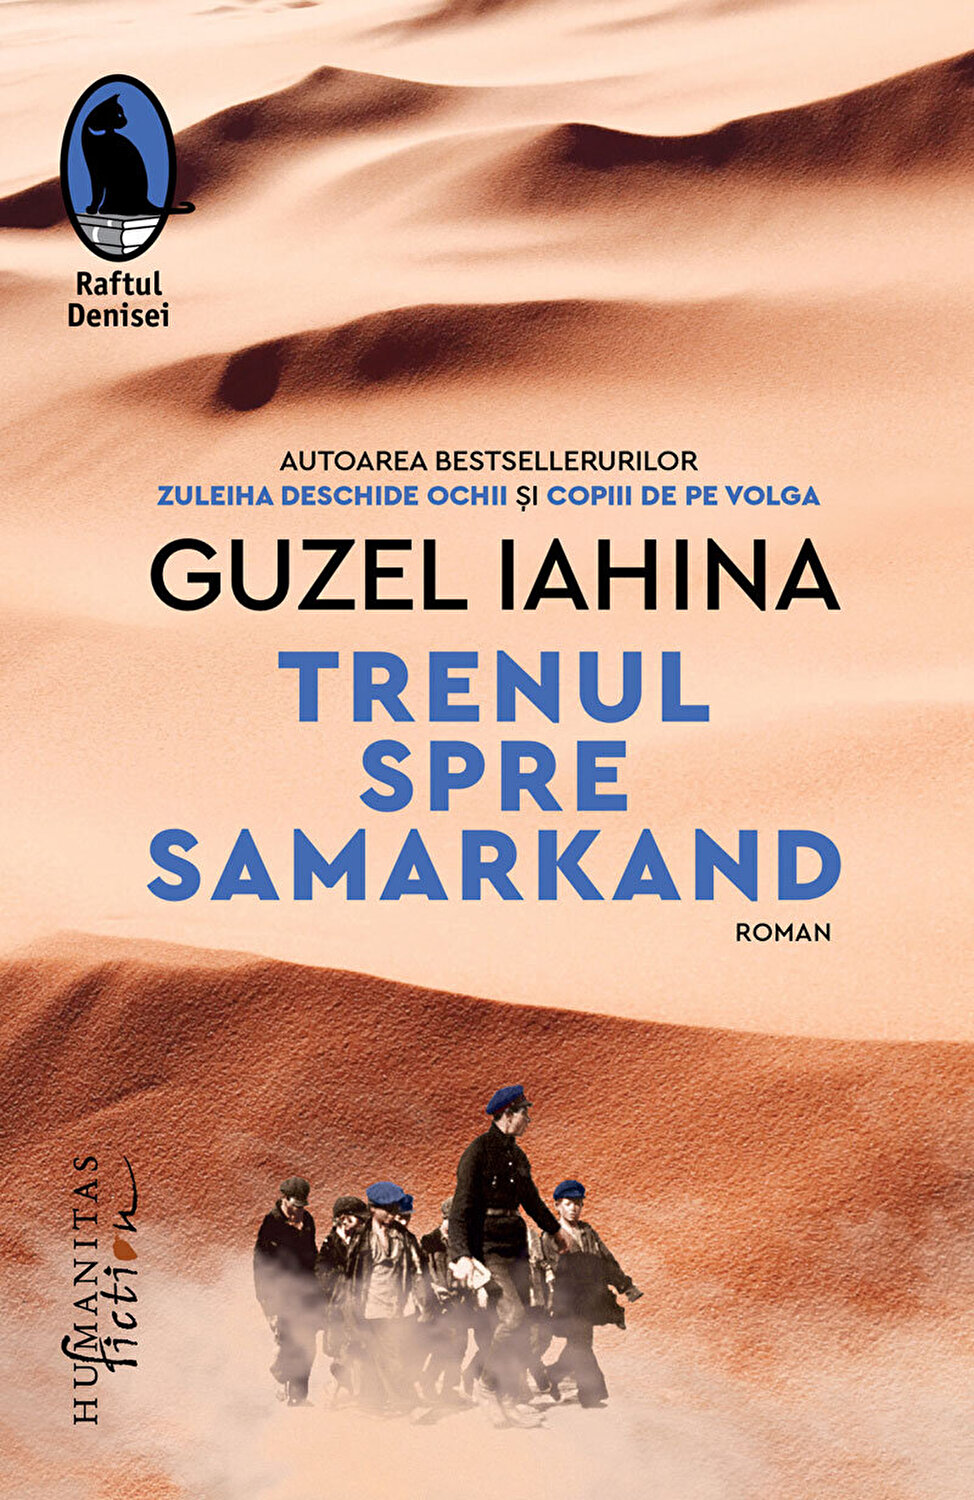 Raftul
Denisei
AUTOAREA BESTSELLERURILOR
ZULEIHA DESCHIDE OCHII ȘI COPIII DE PE VOLGA
GUZEL IAHINA
TRENUL
SPRE
SAMARKAND
ROMAN
HUMANITAS
fiction